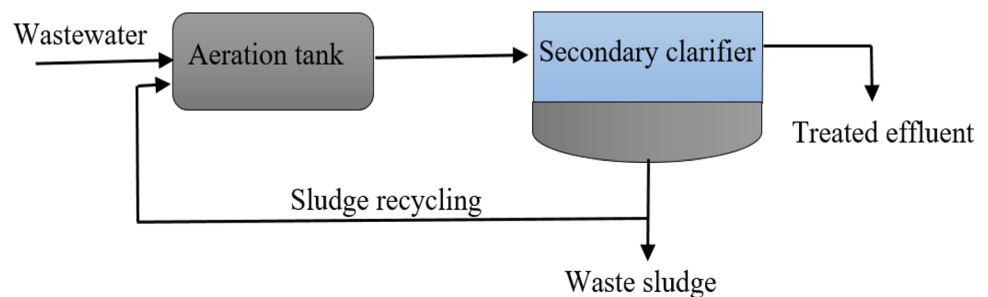 Wastewater
Aeration tank
Secondary clarifier
Treated effluent
Sludge recycling
Waste sludge